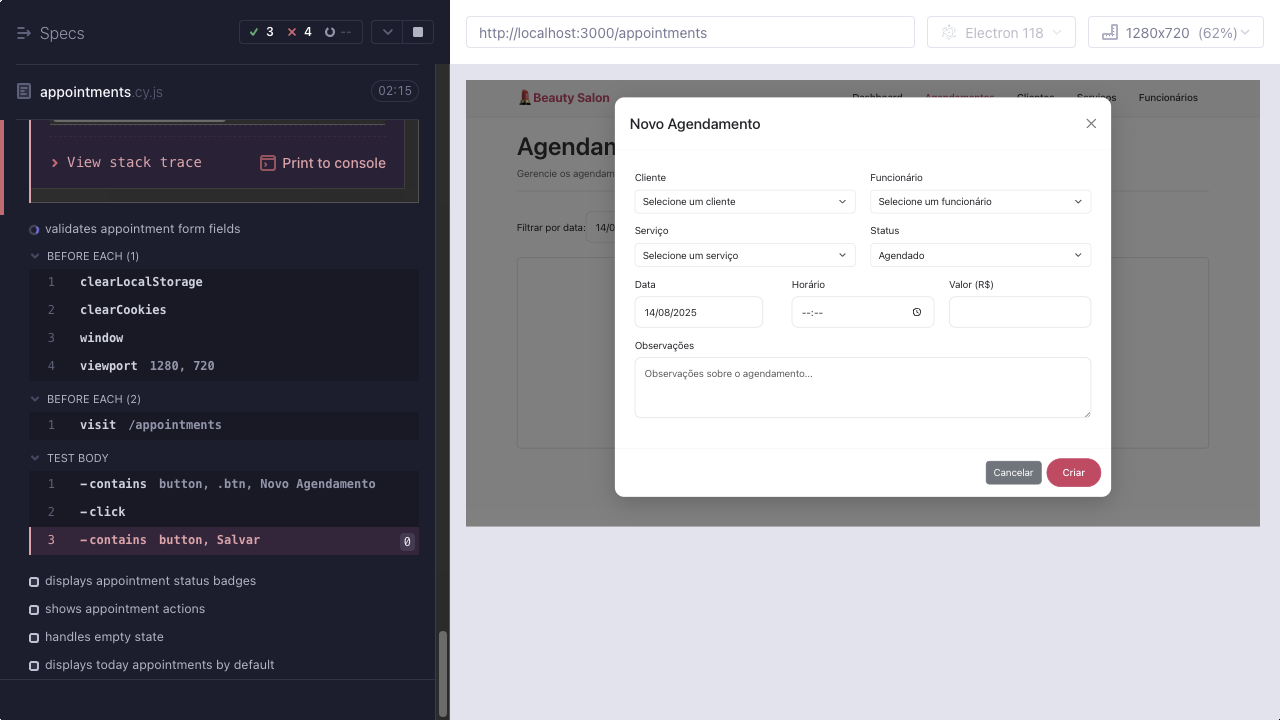 Specs
3
4
--
appointments.cy.js
02:15
View stack trace
Print to console
validates appointment form fields
BEFORE EACH (1)
1 clearLocalStorage
2 clearCookies
3 window
4 viewport 1280, 720
BEFORE EACH (2)
1 visit /appointments
TEST BODY
1 -contains button, .btn, Novo Agendamento
2 -click
3 -contains button, Salvar 0
displays appointment status badges
shows appointment actions
handles empty state
displays today appointments by default
http://localhost:3000/appointments
Electron 118
1280x720 (62%)
Beauty Salon
Dashboard Agendamentos Clientes Serviços Funcionários
Agendam
Gerencie os agendam
Filtrar por data: 14/0
Novo Agendamento
Cliente
Funcionário
Selecione um cliente
Selecione um funcionário
Serviço
Status
Selecione um serviço
Agendado
Data
Horário
Valor (R$)
14/08/2025
--:--
Observações
Observações sobre o agendamento...
Cancelar
Criar